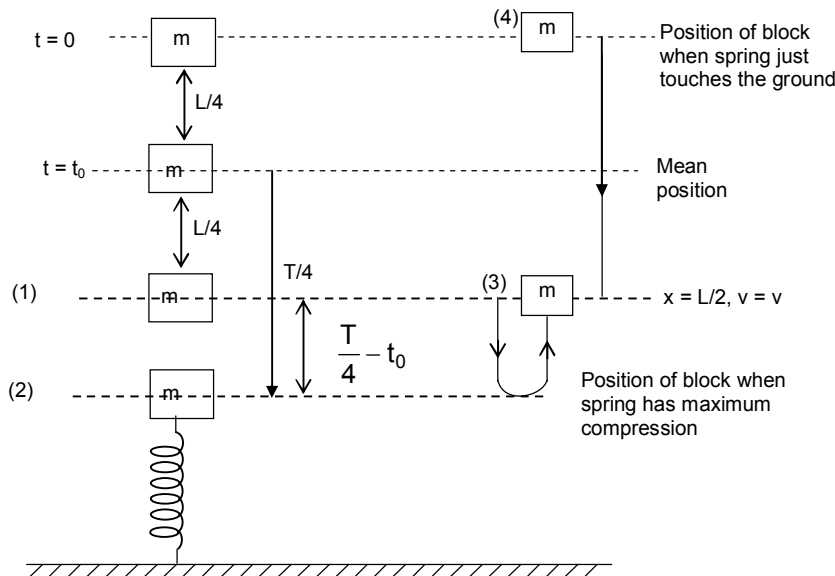 t = 0
m
(4)
m
Position of block
when spring just
touches the ground
L/4
t = t₀
m
Mean
position
L/4
T/4
(1)
m
(3)
m
x = L/2, v = v
T/4 – t₀
(2)
m
Position of block when
spring has maximum
compression